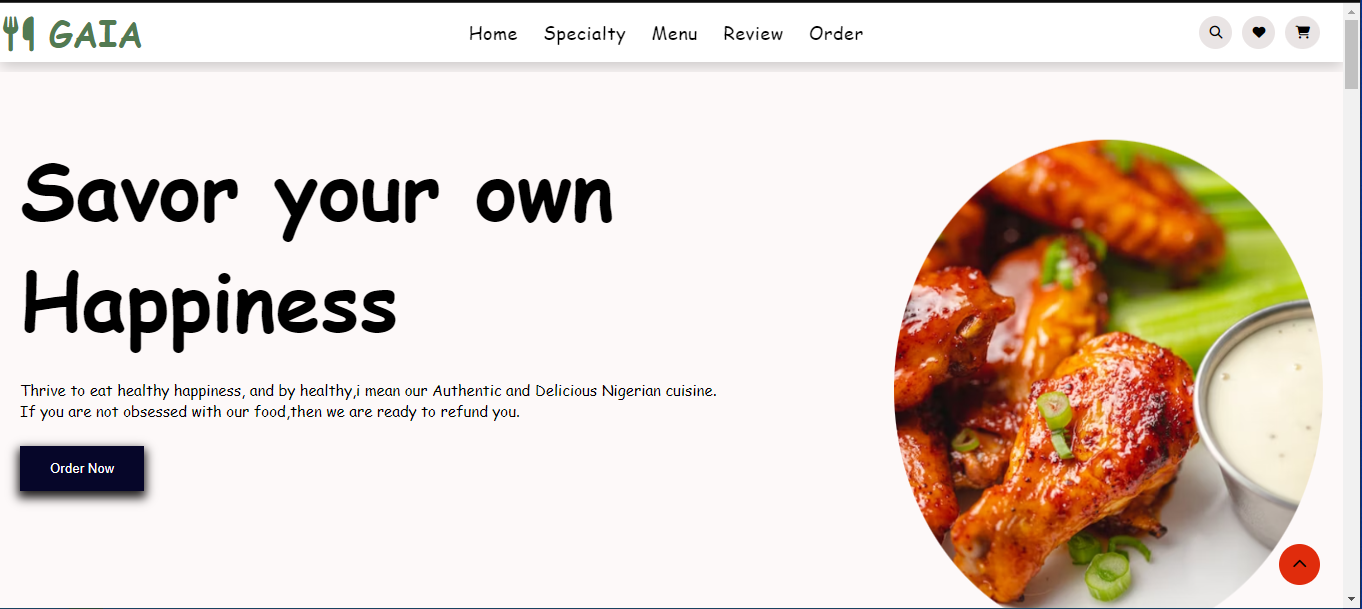 GAIA
Home Specialty Menu Review Order
Savor your own
Happiness
Thrive to eat healthy happiness, and by healthy,i mean our Authentic and Delicious Nigerian cuisine.
If you are not obsessed with our food,then we are ready to refund you.
Order Now